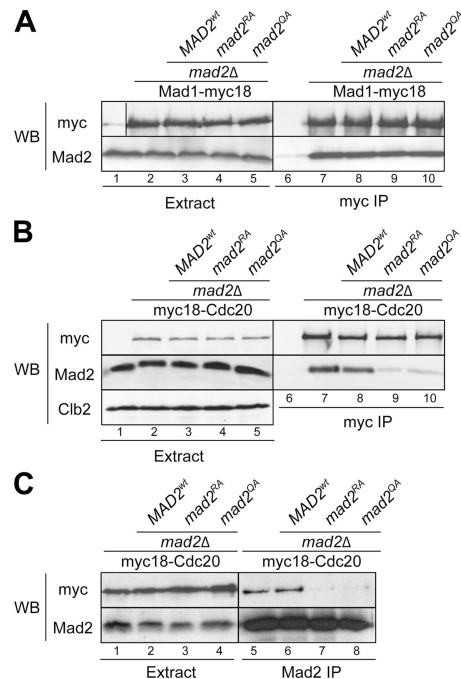 A
MAD2wt mad2RA mad2QA MAD2wt mad2RA mad2QA
mad2Δ mad2Δ
Mad1-myc18 Mad1-myc18
WB
myc
Mad2
1 2 3 4 5 6 7 8 9 10
Extract myc IP
B
MAD2wt mad2RA mad2QA MAD2wt mad2RA mad2QA
mad2Δ mad2Δ
myc18-Cdc20 myc18-Cdc20
WB
myc
Mad2
Clb2
6 7 8 9 10
1 2 3 4 5
myc IP
Extract
C
MAD2wt mad2RA mad2QA MAD2wt mad2RA mad2QA
mad2Δ mad2Δ
myc18-Cdc20 myc18-Cdc20
WB
myc
Mad2
1 2 3 4 5 6 7 8
Extract Mad2 IP